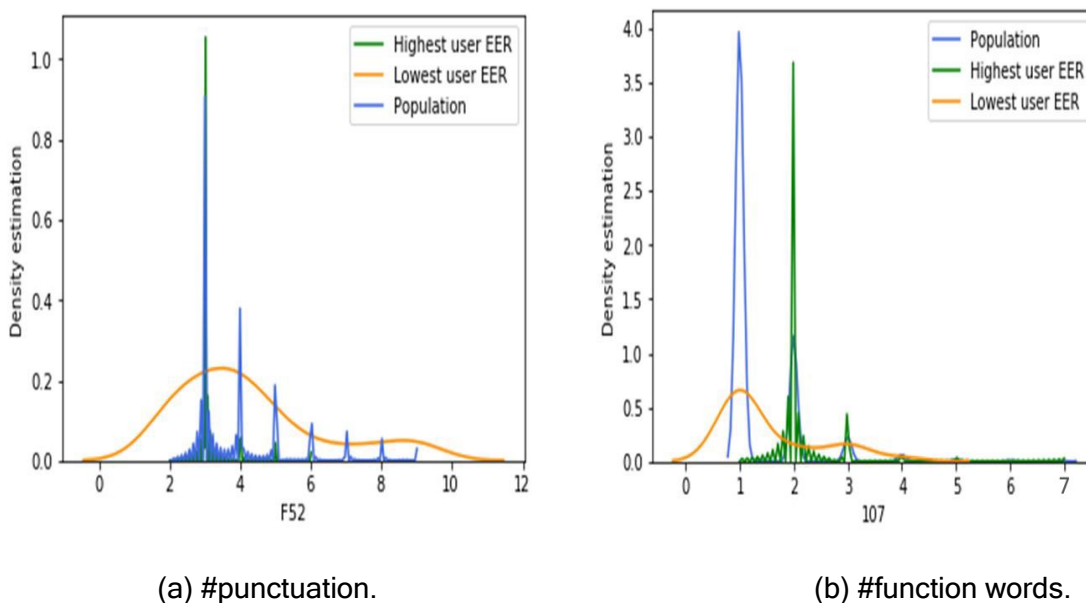 Density estimation
1.0
0.8
0.6
0.4
0.2
0.0
Highest user EER
Lowest user EER
Population
0 2 4 6 8 10 12
F52
(a) #punctuation.
Density estimation
4.0
3.5
3.0
2.5
2.0
1.5
1.0
0.5
0.0
Population
Highest user EER
Lowest user EER
0 1 2 3 4 5 6 7
107
(b) #function words.